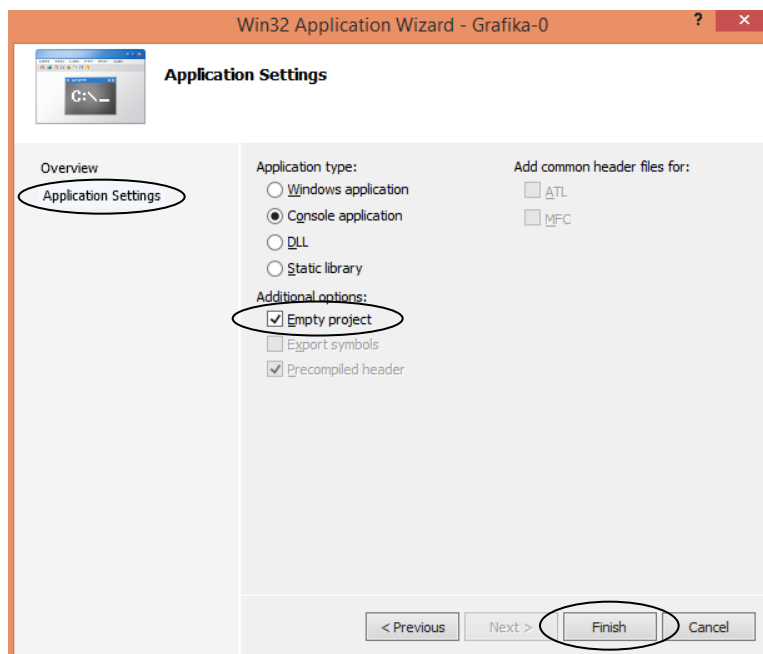 Win32 Application Wizard - Grafika-0
? ×
C:\_
Application Settings
Overview
Application Settings
Application type:
Windows application
Console application
DLL
Static library
Additional options:
Empty project
Export symbols
Precompiled header
Add common header files for:
ATL
MFC
< Previous
Next >
Finish
Cancel